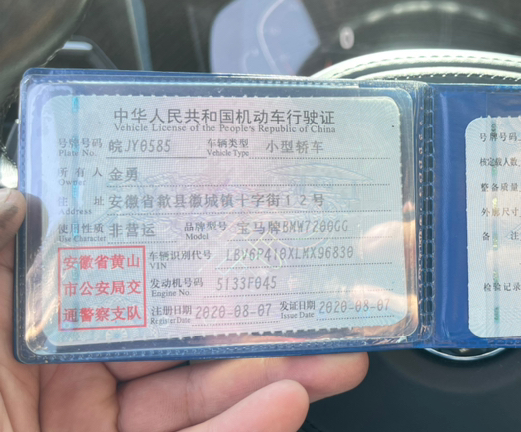 中华人民共和国机动车行驶证
Vehicle License of the People's Republic of China
号牌号码 皖JY0585 车辆类型 小型轿车
Plate No. Vehicle Type
所有人 金勇
Owner
住址 安徽省歙县徽城镇十字街12号
Address
使用性质 非营运 品牌型号 宝马牌BMW7200GG
Use Character Model
安徽省黄山
市公安局交
通警察支队
车辆识别代号 LBV6P4108XLMX96830
VIN
发动机号码 5133F045
Engine No.
注册日期 2020-08-07 发证日期 2020-08-07
Register Date Issue Date
号牌号码
核定载人数
整备质量
外廓尺寸
备注
检验记录